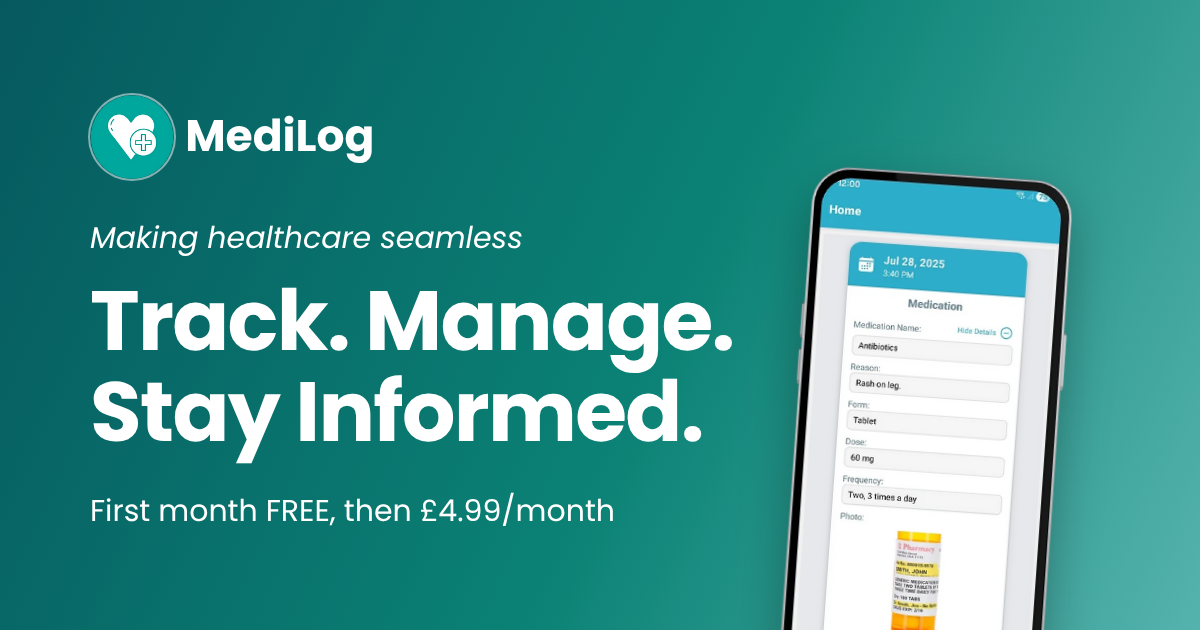 MediLog
Making healthcare seamless
Track. Manage.
Stay Informed.
First month FREE, then £4.99/month
12:00
Home
Jul 28, 2025
3:40 PM
Medication
Medication Name:
Hide Details
Antibiotics
Reason:
Rash on leg.
Form:
Tablet
Dose:
60 mg
Frequency:
Two, 3 times a day
Photo:
Pharmacy
SMITH, JOHN